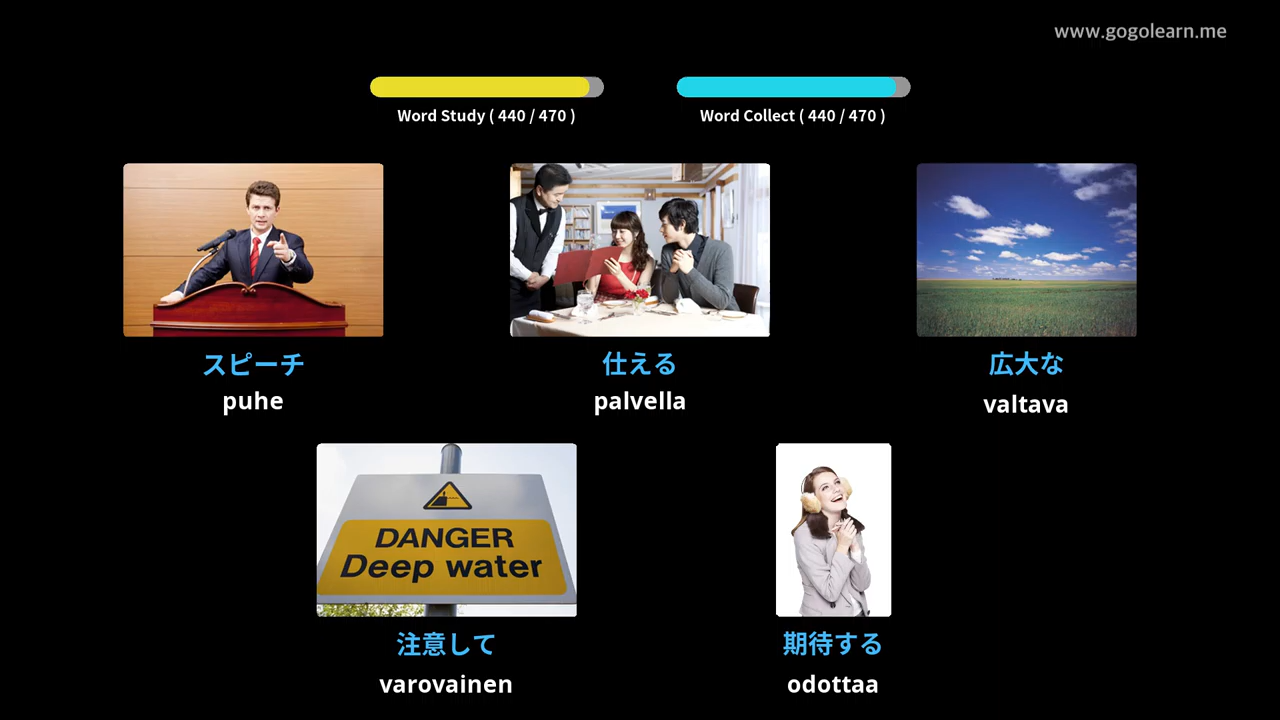 www.gogolearn.me
Word Study ( 440 / 470 )
Word Collect ( 440 / 470 )
スピーチ
puhe
仕える
palvella
広大な
valtava
DANGER
Deep water
注意して
varovainen
期待する
odottaa